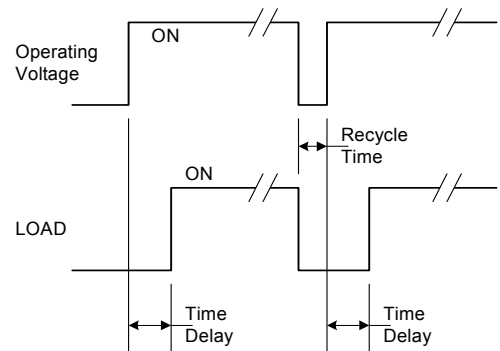 ON
Operating
Voltage
Recycle
Time
ON
LOAD
Time
Delay
Time
Delay